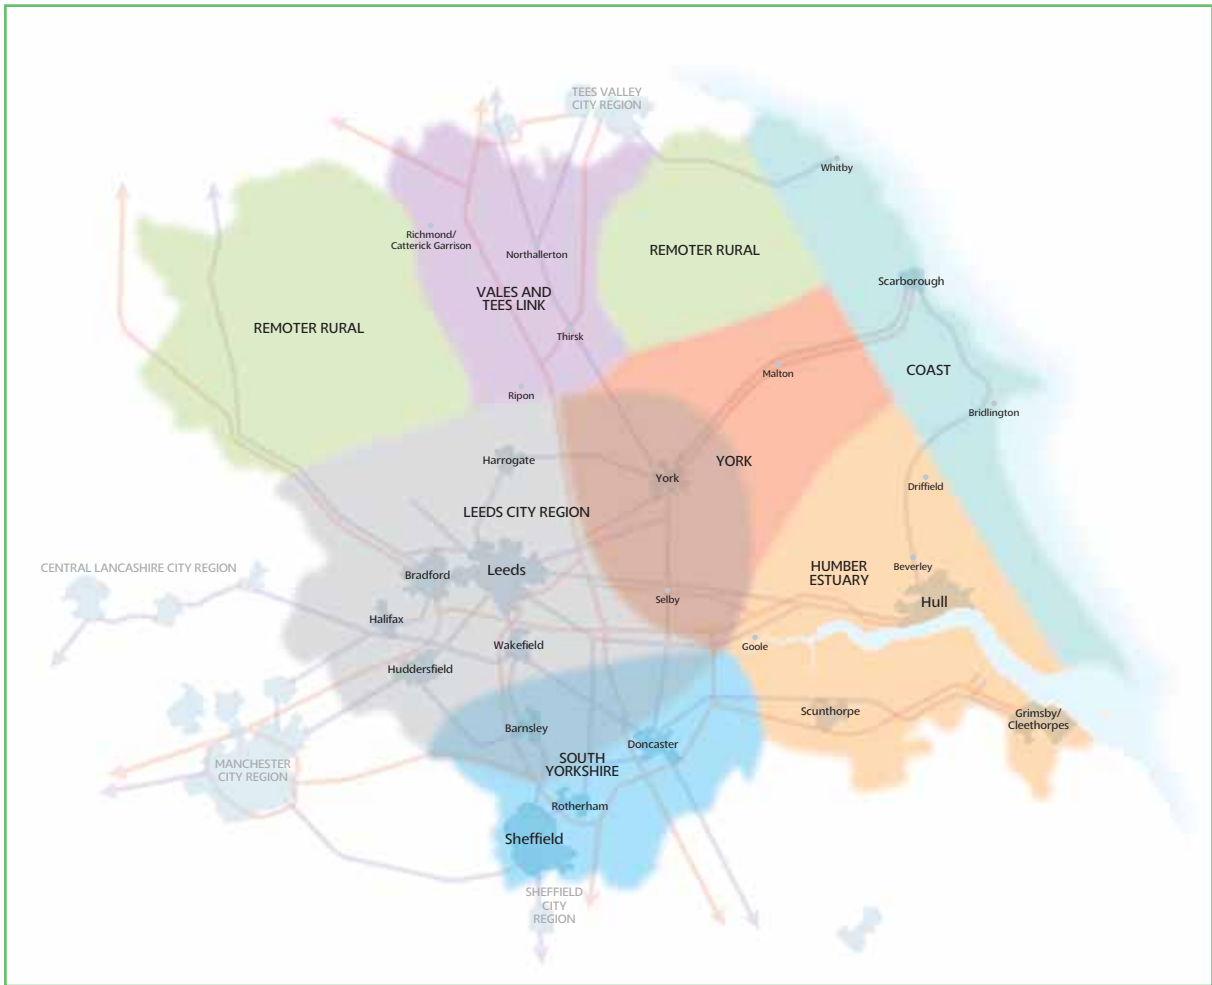 TEES VALLEY
CITY REGION
Whitby
Richmond/
Catterick Garrison
Northallerton
REMOTER RURAL
Scarborough
VALES AND
TEES LINK
REMOTER RURAL
Thirsk
Malton
COAST
Ripon
Bridlington
Harrogate
York
YORK
Driffield
LEEDS CITY REGION
CENTRAL LANCASHIRE CITY REGION
Bradford
Leeds
HUMBER
ESTUARY
Beverley
Selby
Hull
Halifax
Wakefield
Goole
Huddersfield
Scunthorpe
Grimsby/
Cleethorpes
Barnsley
Doncaster
SOUTH
YORKSHIRE
MANCHESTER
CITY REGION
Rotherham
Sheffield
SHEFFIELD
CITY
REGION